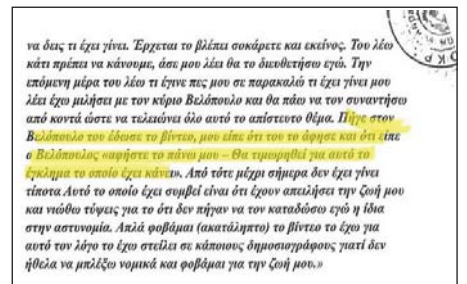 να δεις τι έχει γίνει. Έρχεται το βλέπει σοκάρετε και εκείνος. Του λέω
κάτι πρέπει να κάνουμε, άσε μου λέει θα το διευθετήσω εγώ. Την
επόμενη μέρα του λέω τι έγινε πες μου σε παρακαλώ τι έχει γίνει μου
λέει έχω μιλήσει με τον κύριο Βελόπουλο και θα πάω να τον συναντήσω
από κοντά ώστε να τελειώνει όλο αυτό το απίστευτο θέμα. Πήγε στον
Βελόπουλο του έδωσε το βίντεο, μου είπε ότι του το άφησε και ότι είπε
ο Βελόπουλος «αφήστε το πάνω μου – Θα τιμωρηθεί για αυτό το
έγκλημα το οποίο έχει κάνει». Από τότε μέχρι σήμερα δεν έχει γίνει
τίποτα Αυτό το οποίο έχει συμβεί είναι ότι έχουν απειλήσει την ζωή μου
και νιώθω τύψεις για το ότι δεν πήγαν να τον καταδώσω εγώ η ίδια
στην αστυνομία. Απλά φοβάμαι (ακατάληπτο) το βίντεο το έχω για
αυτό τον λόγο το έχω στείλει σε κάποιους δημοσιογράφους γιατί δεν
ήθελα να μπλέξω νομικά και φοβάμαι για την ζωή μου.»